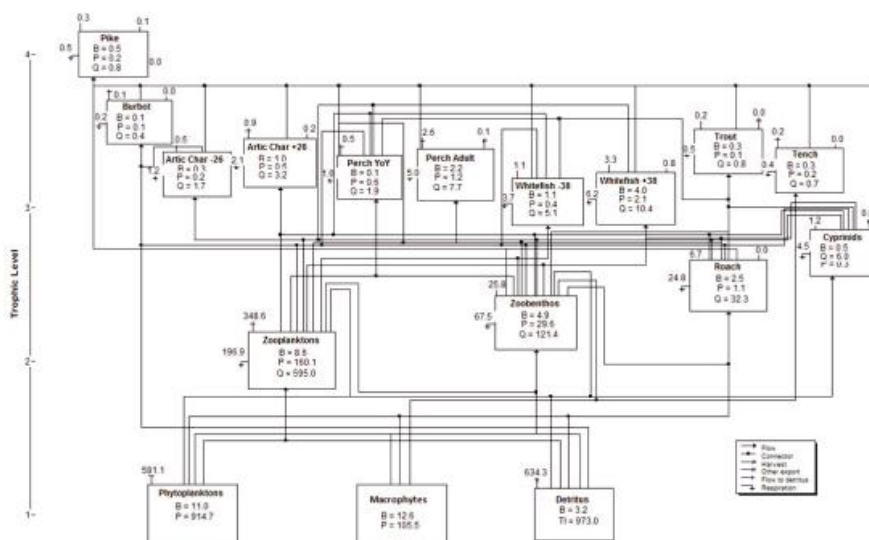 0.3
0.1
4
Pike
B = 0.5
P = 0.2
Q = 0.8
0.5
0.0
0.1
0.0
Burbot
B = 0.1
P = 0.1
Q = 0.4
0.2
0.5
Artic Char -26
B = 0.3
P = 0.2
Q = 1.7
1.2
0.9
0.2
Artic Char +26
B = 1.0
P = 0.5
Q = 3.2
2.1
0.5
Perch YoY
B = 0.1
P = 0.6
Q = 1.9
1.0
2.6
0.1
Perch Adult
B = 2.2
P = 1.2
Q = 7.7
5.0
1.1
Whitefish -38
B = 1.1
P = 0.4
Q = 5.1
3.7
3.3
0.8
Whitefish +38
B = 4.0
P = 2.1
Q = 10.4
6.2
0.2
0.0
Trout
B = 0.3
P = 0.1
Q = 0.8
0.5
0.2
0.0
Tench
B = 0.3
P = 0.2
Q = 0.7
0.4
3
1.2
Cyprinids
B = 0.5
Q = 6.0
P = 0.3
4.5
6.7
0.0
Roach
B = 2.5
P = 1.1
Q = 32.3
24.8
25.8
Zoobenthos
B = 4.9
P = 29.6
Q = 121.4
67.5
Trophic Level
348.6
Zooplanktons
B = 8.5
P = 160.1
Q = 595.0
196.9
2
591.1
Phytoplanktons
B = 11.0
P = 914.7
Macrophytes
B = 12.6
P = 105.5
634.3
Detritus
B = 3.2
TI = 973.0
1
Flow
Connector
Harvest
Other export
Flow to detritus
Respiration